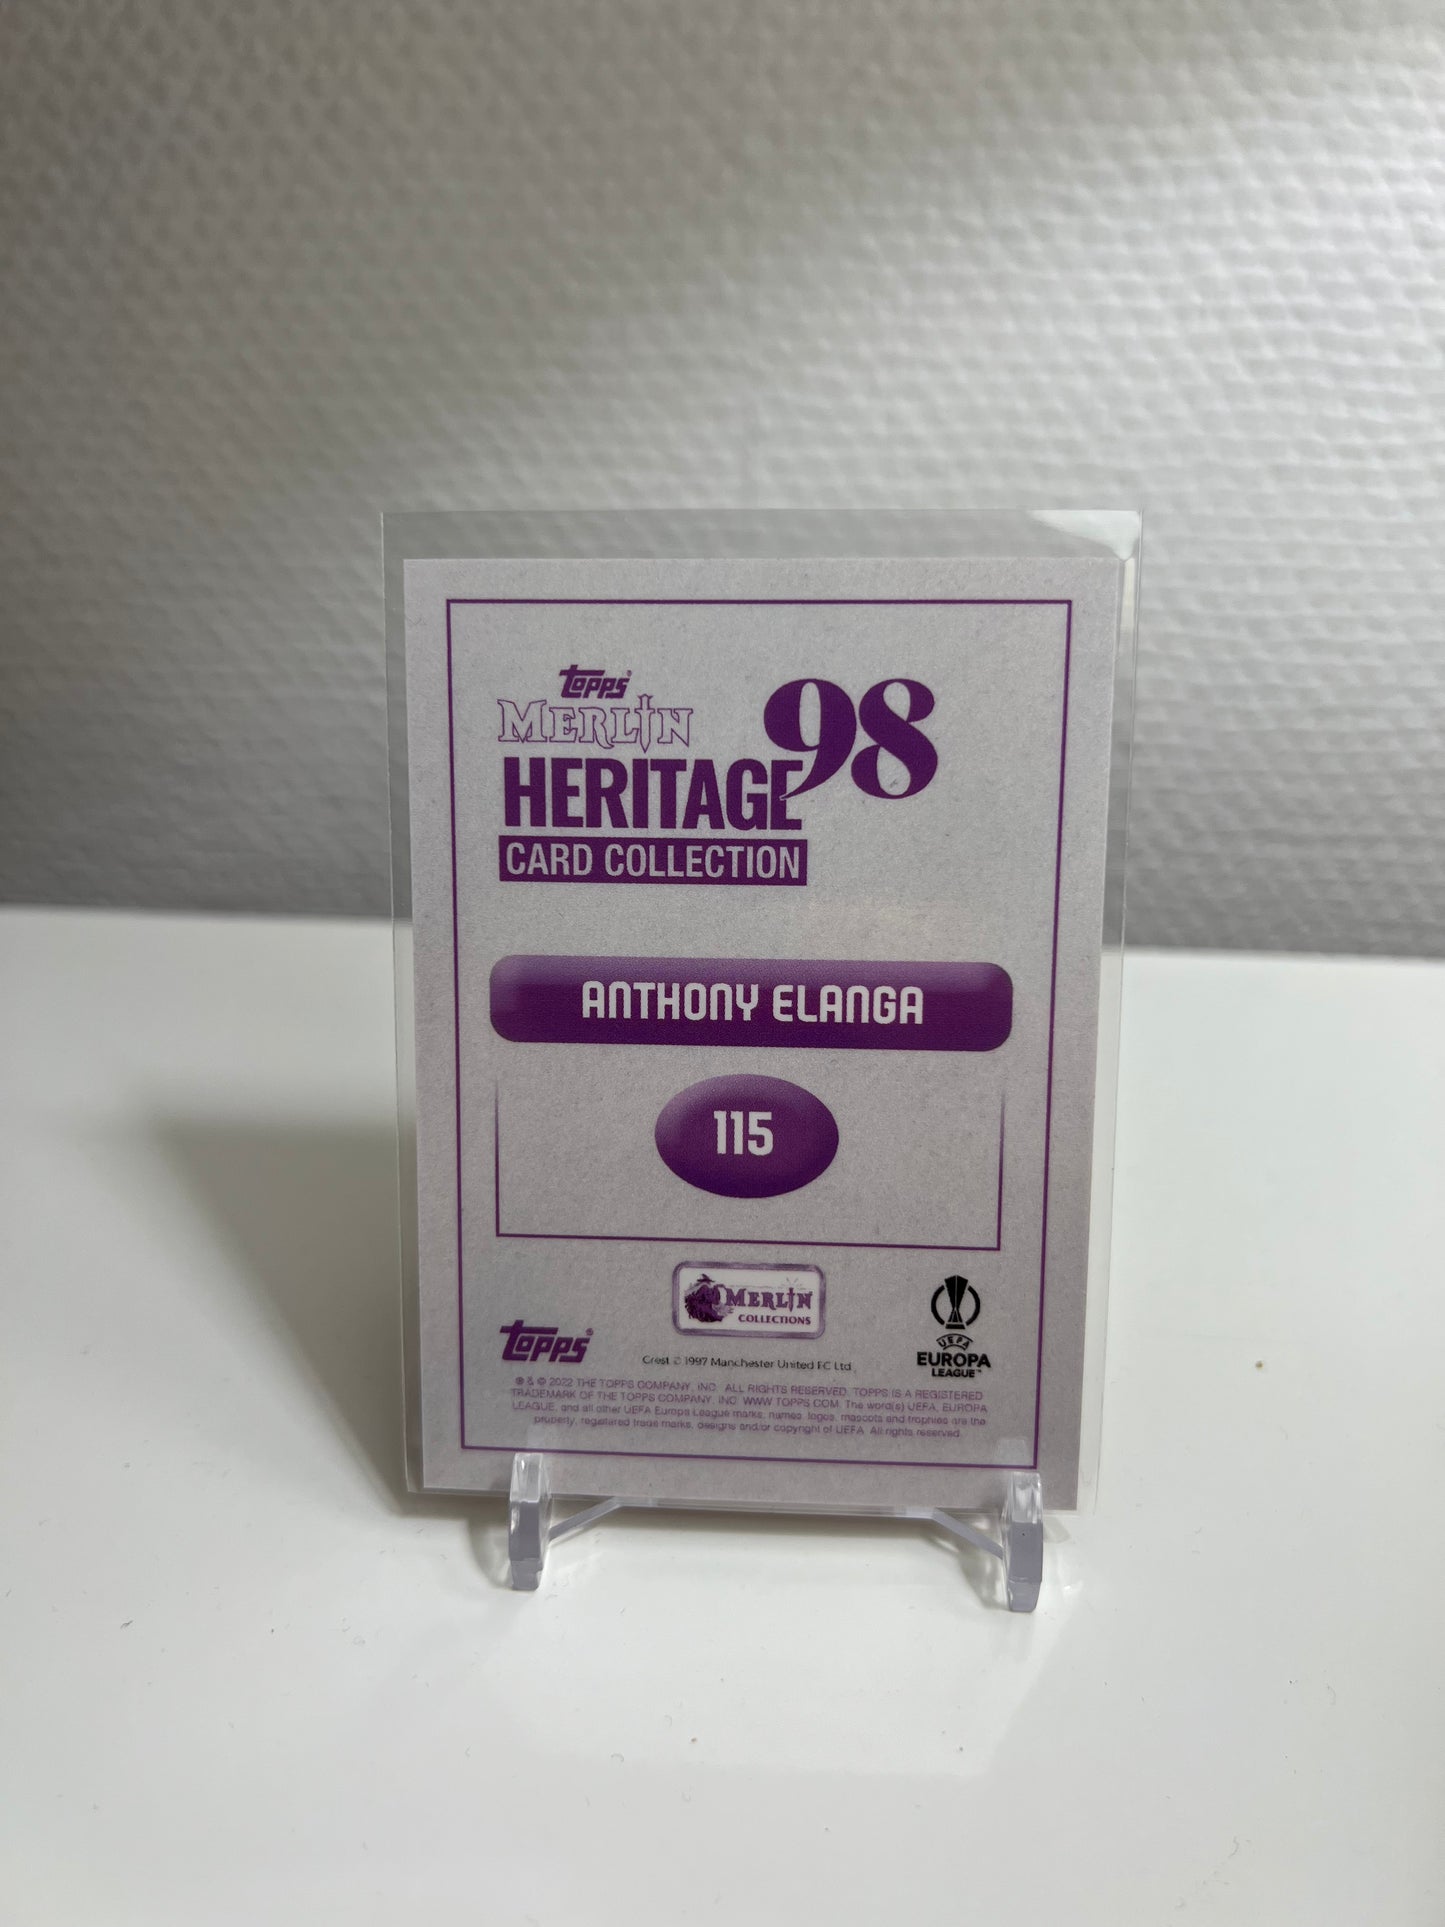 Topps®
MERLIN
98
HERITAGE
CARD COLLECTION
ANTHONY ELANGA
115
MERLIN
COLLECTIONS
Topps®
UEFA
EUROPA
LEAGUE™
Crest © 1997 Manchester United FC Ltd
® & © 2022 THE TOPPS COMPANY, INC. ALL RIGHTS RESERVED. TOPPS IS A REGISTERED
TRADEMARK OF THE TOPPS COMPANY, INC. WWW.TOPPS.COM. The word(s) UEFA, EUROPA
LEAGUE, and all other UEFA Europa League marks, names, logos, mascots and trophies are the
property, registered trade marks, designs and/or copyright of UEFA. All rights reserved.